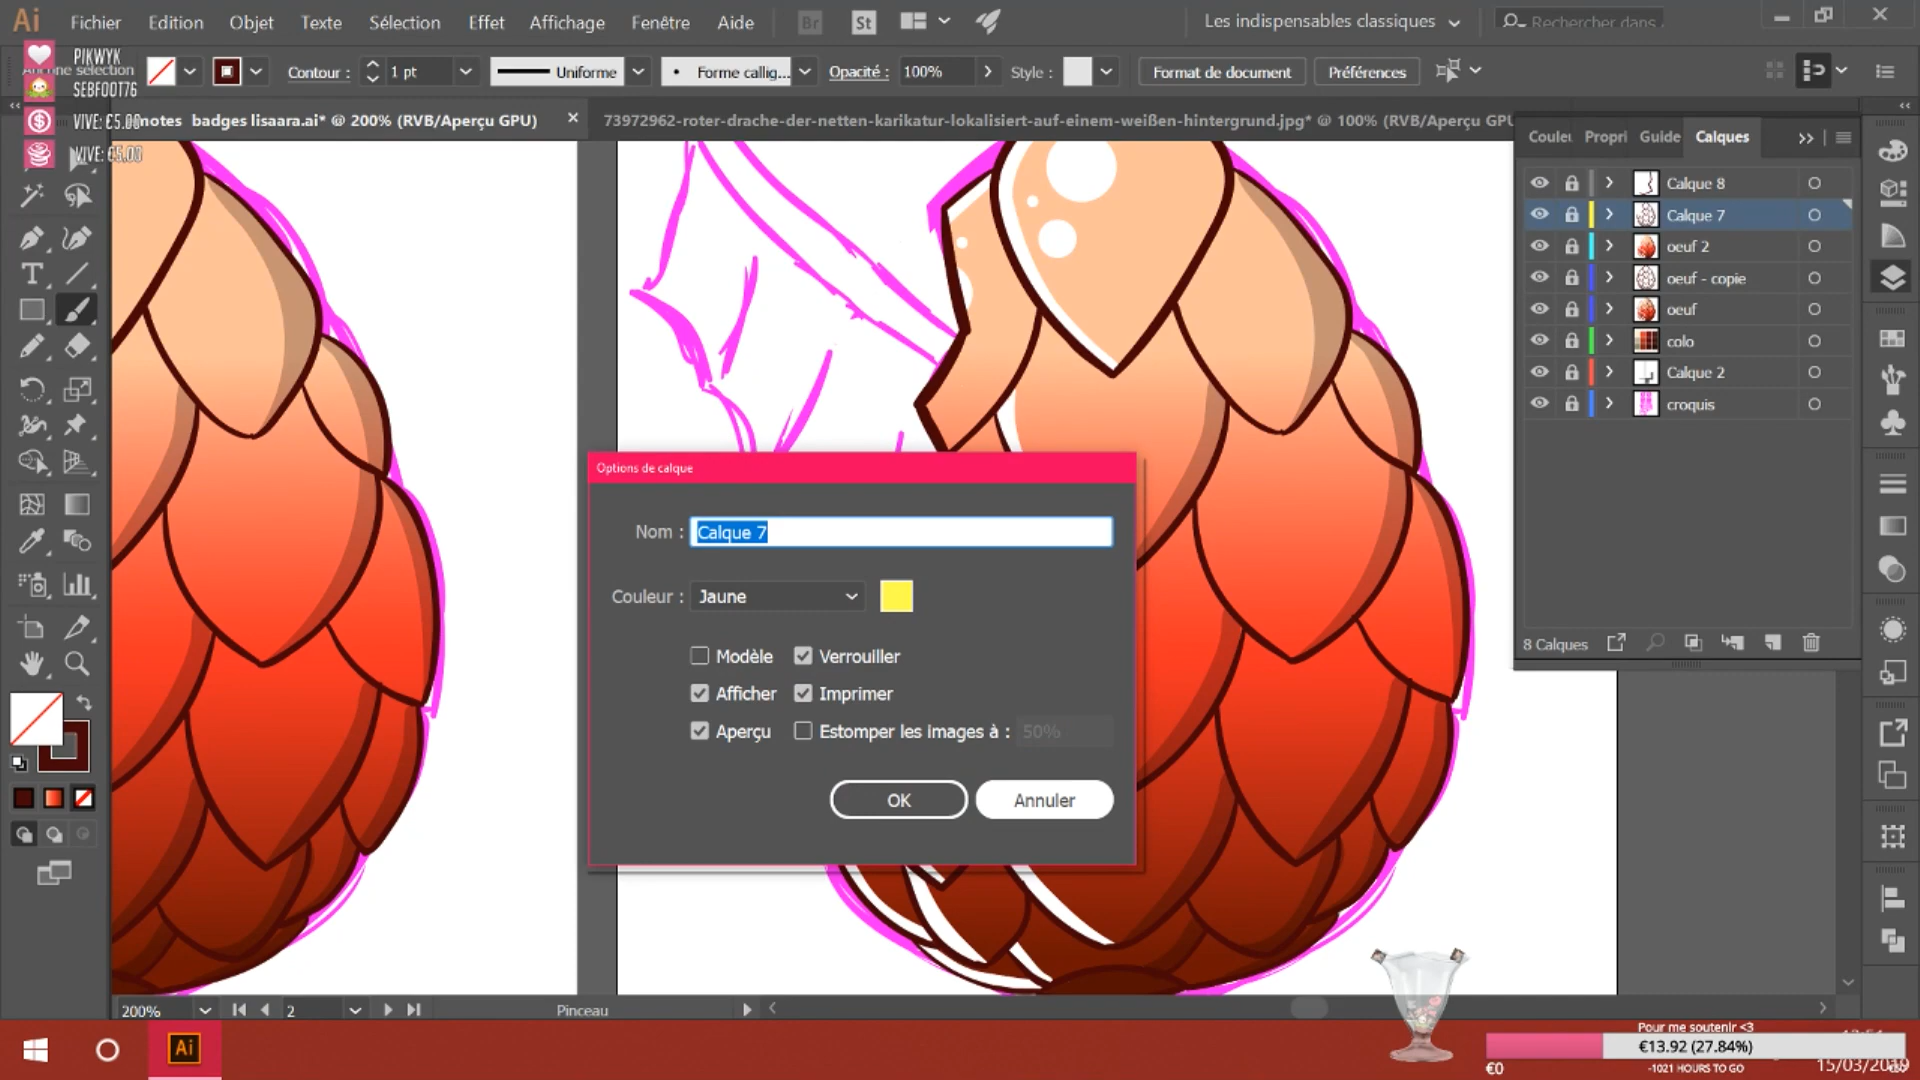 Ai Fichier Edition Objet Texte Sélection Effet Affichage Fenêtre Aide Br St Les indispensables classiques Rechercher dans
PIKWYK
Aucune sélection Contour : 1 pt Uniforme Forme callig... Opacité : 100% Style : Format de document Préférences
SEBFOOT76
VIVE: €5.00
motes badges lisaara.ai* @ 200% (RVB/Aperçu GPU) 73972962-roter-drache-der-netten-karikatur-lokalisiert-auf-einem-weißen-hintergrund.jpg* @ 100% (RVB/Aperçu GPU
VIVE: €5.00
Couleu Propri Guide Calques
Calque 8
Calque 7
oeuf 2
oeuf - copie
oeuf
colo
Calque 2
croquis
8 Calques
Options de calque
Nom : Calque 7
Couleur : Jaune
Modèle Verrouiller
Afficher Imprimer
Aperçu Estomper les images à : 50%
OK Annuler
200% 2 Pinceau
Ai
Pour me soutenir <3
€13.92 (27.84%)
€0 -1021 HOURS TO GO
15/03/2019